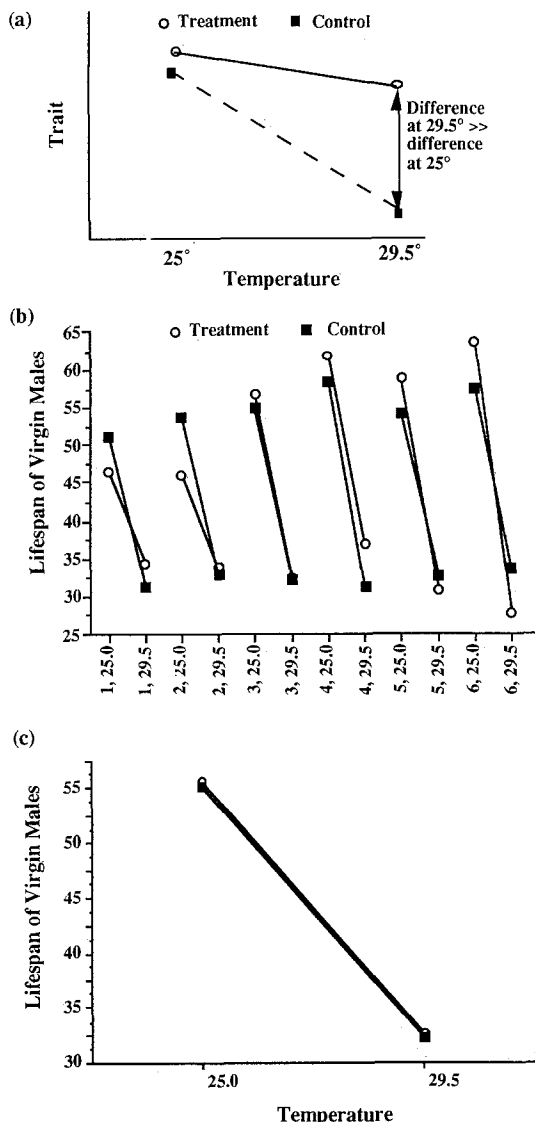 (a)
Treatment Control
Trait
Difference
at 29.5° >>
difference
at 25°
25° 29.5°
Temperature
(b)
Treatment Control
Lifespan of Virgin Males
65
60
55
50
45
40
35
30
25
1, 25.0
1, 29.5
2, 25.0
2, 29.5
3, 25.0
3, 29.5
4, 25.0
4, 29.5
5, 25.0
5, 29.5
6, 25.0
6, 29.5
(c)
Lifespan of Virgin Males
55
50
45
40
35
30
25.0 29.5
Temperature